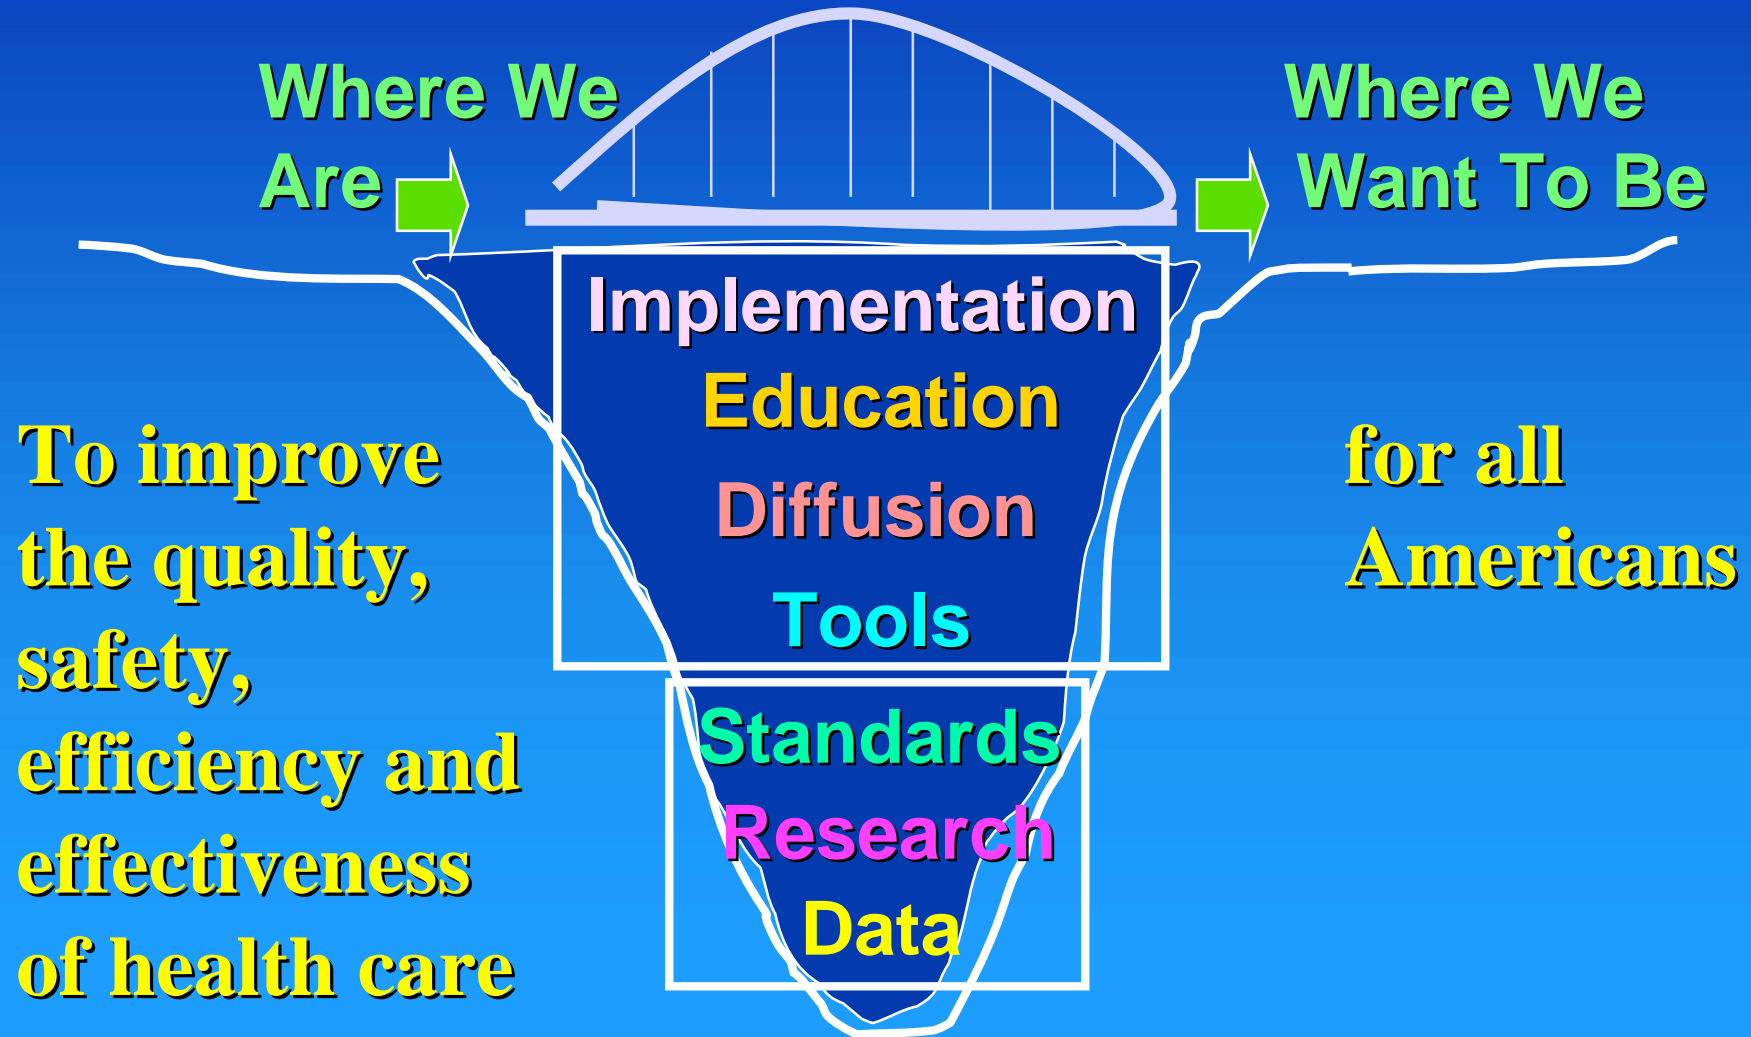 Where We
Are
Where We
Want To Be
Implementation
Education
Diffusion
Tools
Standards
Research
Data
To improve
the quality,
safety,
efficiency and
effectiveness
of health care
for all
Americans